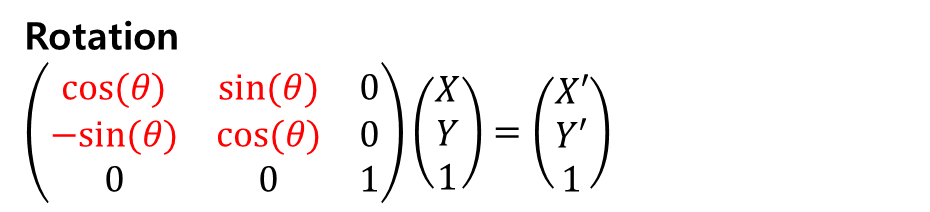 Rotation
cos(θ) sin(θ) 0 X X′
−sin(θ) cos(θ) 0 Y = Y′
0 0 1 1 1